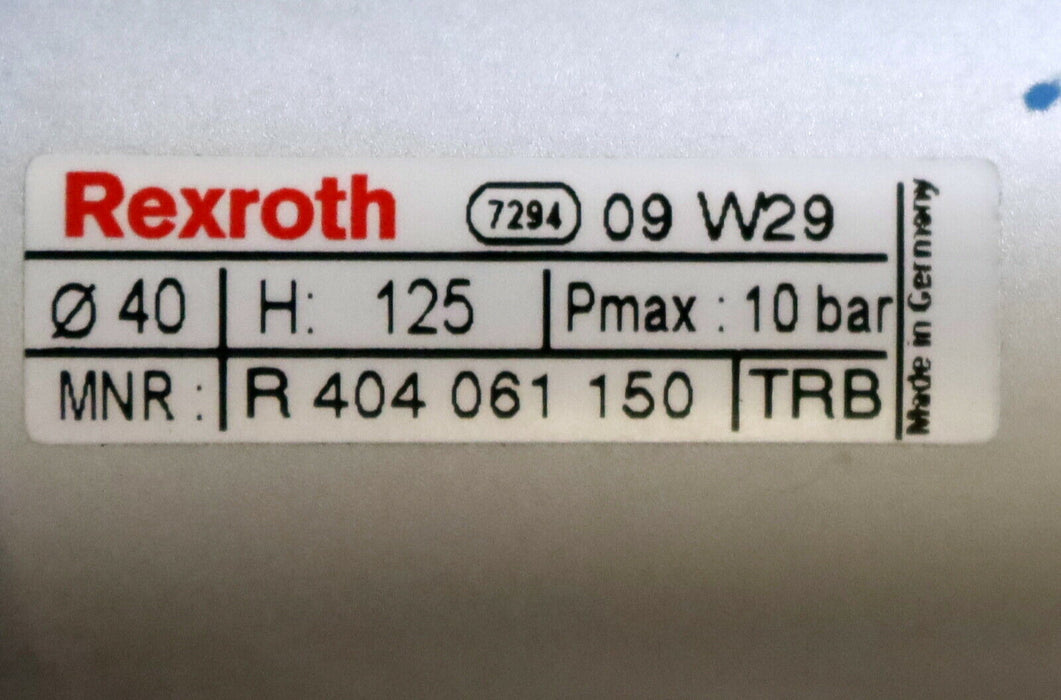 Rexroth 7294 09 W29
Ø 40 H: 125 Pmax : 10 bar
MNR : R 404 061 150 TRB
Made in Germany